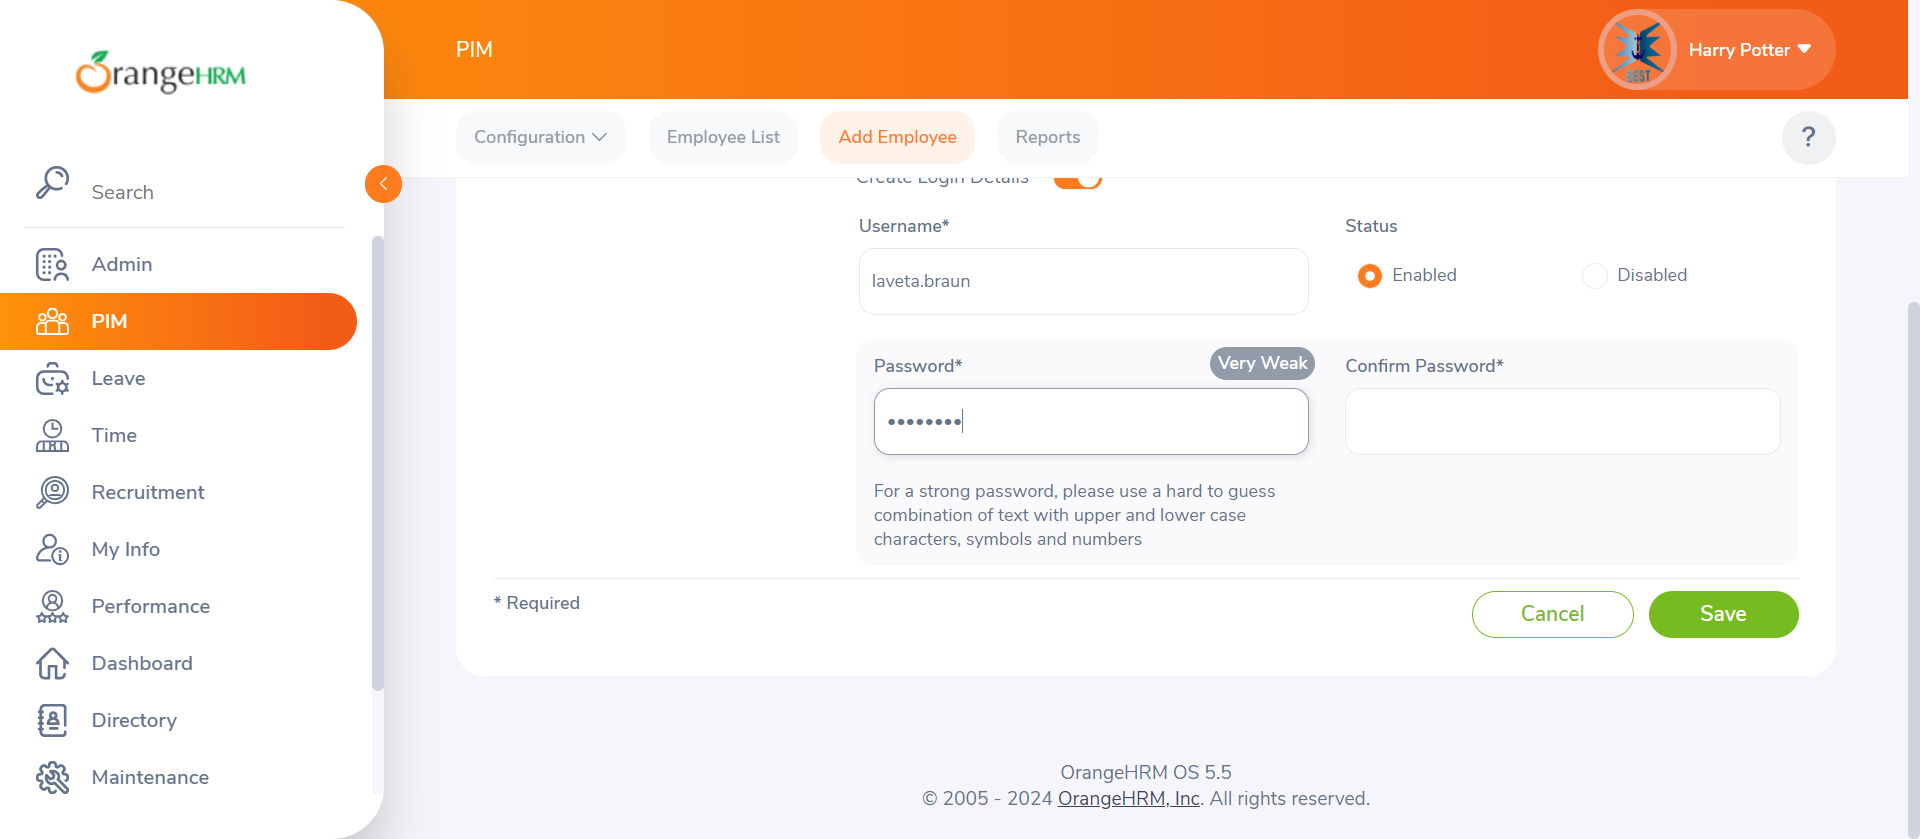 OrangeHRM
PIM
BEST
Harry Potter
Configuration
Employee List
Add Employee
Reports
?
Search
Admin
PIM
Leave
Time
Recruitment
My Info
Performance
Dashboard
Directory
Maintenance
Create Login Details
Username*
Status
laveta.braun
Enabled
Disabled
Password*
Very Weak
Confirm Password*
••••••••
For a strong password, please use a hard to guess
combination of text with upper and lower case
characters, symbols and numbers
* Required
Cancel
Save
OrangeHRM OS 5.5
© 2005 - 2024 OrangeHRM, Inc. All rights reserved.